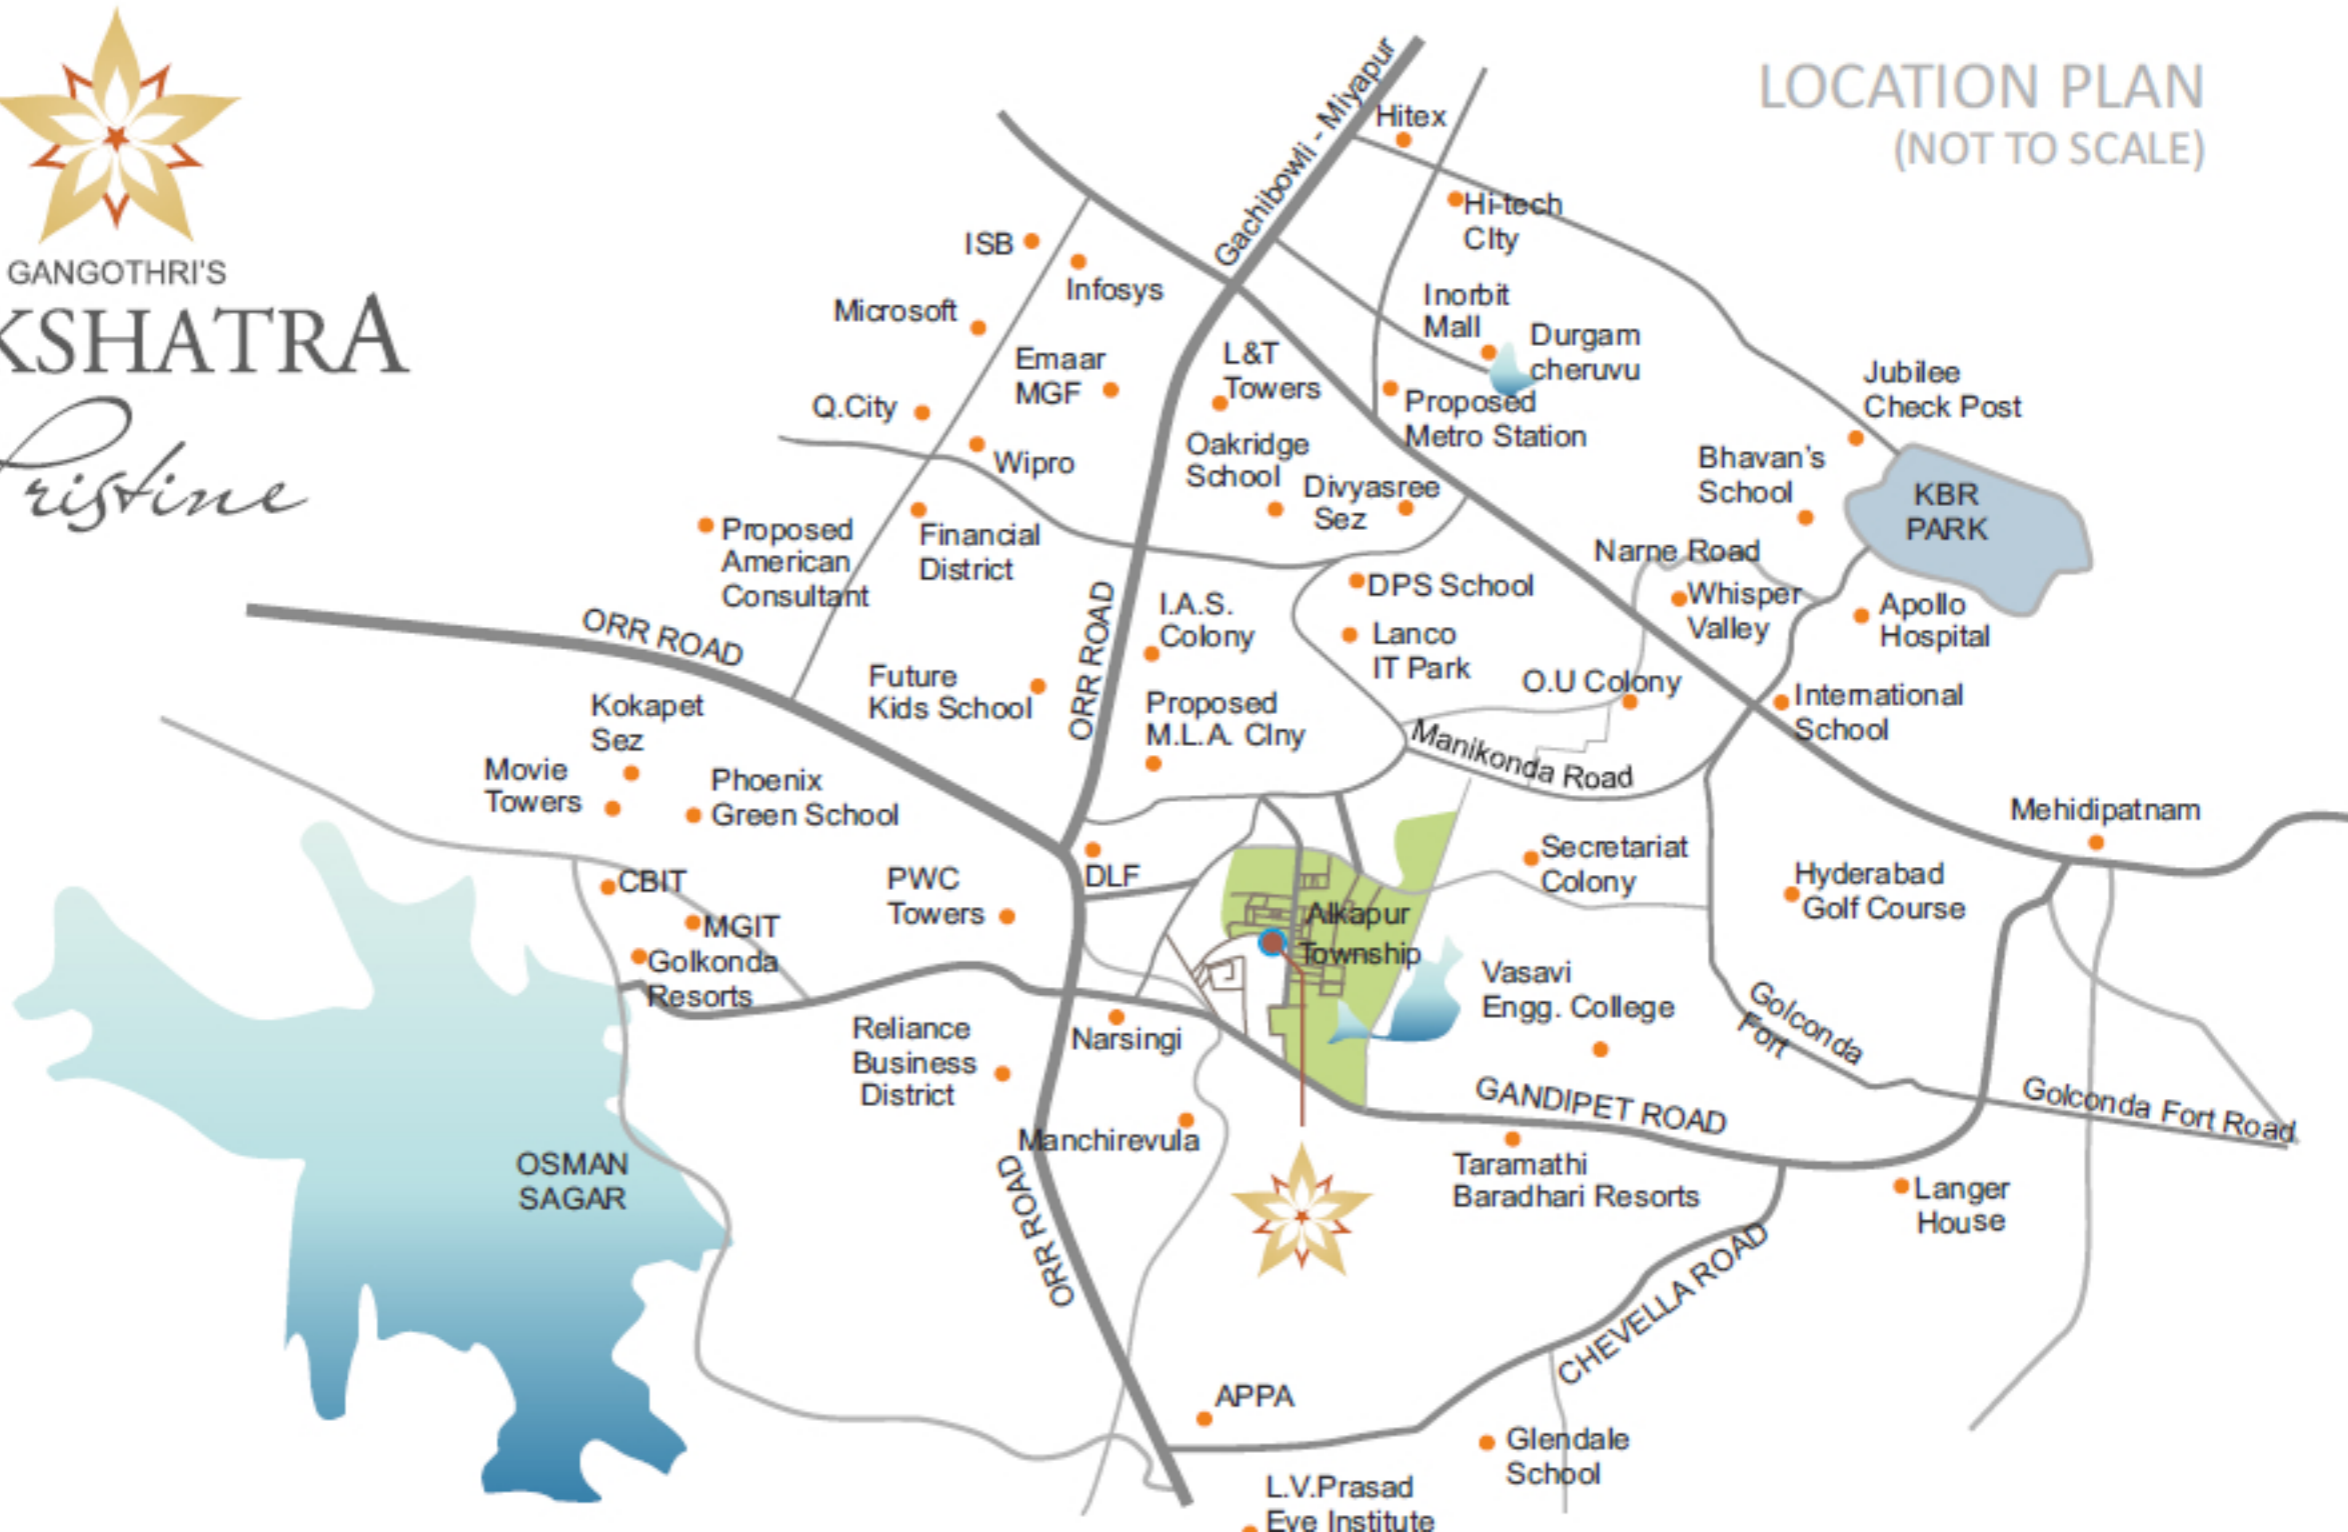 LOCATION PLAN
(NOT TO SCALE)
GANGOTHRI'S
KSHATRA
Pristine
Gachibowli - Miyapur
Hitex
Hi-tech
CIty
ISB
Infosys
Microsoft
Inorbit
Mall
Durgam
cheruvu
Emaar
MGF
L&T
Towers
Jubilee
Check Post
Q.City
Proposed
Metro Station
Wipro
Oakridge
School
Divyasree
Sez
Bhavan's
School
KBR
PARK
Proposed
American
Consultant
Financial
District
Narne Road
DPS School
Whisper
Valley
Apollo
Hospital
ORR ROAD
ORR ROAD
I.A.S.
Colony
Lanco
IT Park
Future
Kids School
O.U Colony
International
School
Kokapet
Sez
Proposed
M.L.A. Clny
Manikonda Road
Movie
Towers
Phoenix
Green School
Mehidipatnam
CBIT
PWC
Towers
DLF
Secretariat
Colony
Hyderabad
Golf Course
MGIT
Alkapur
Township
Golkonda
Resorts
Vasavi
Engg. College
Golconda
Fort
Reliance
Business
District
Narsingi
GANDIPET ROAD
Golconda Fort Road
Manchirevula
OSMAN
SAGAR
ORR ROAD
Taramathi
Baradhari Resorts
Langer
House
CHEVELLA ROAD
APPA
Glendale
School
L.V.Prasad
Eye Institute